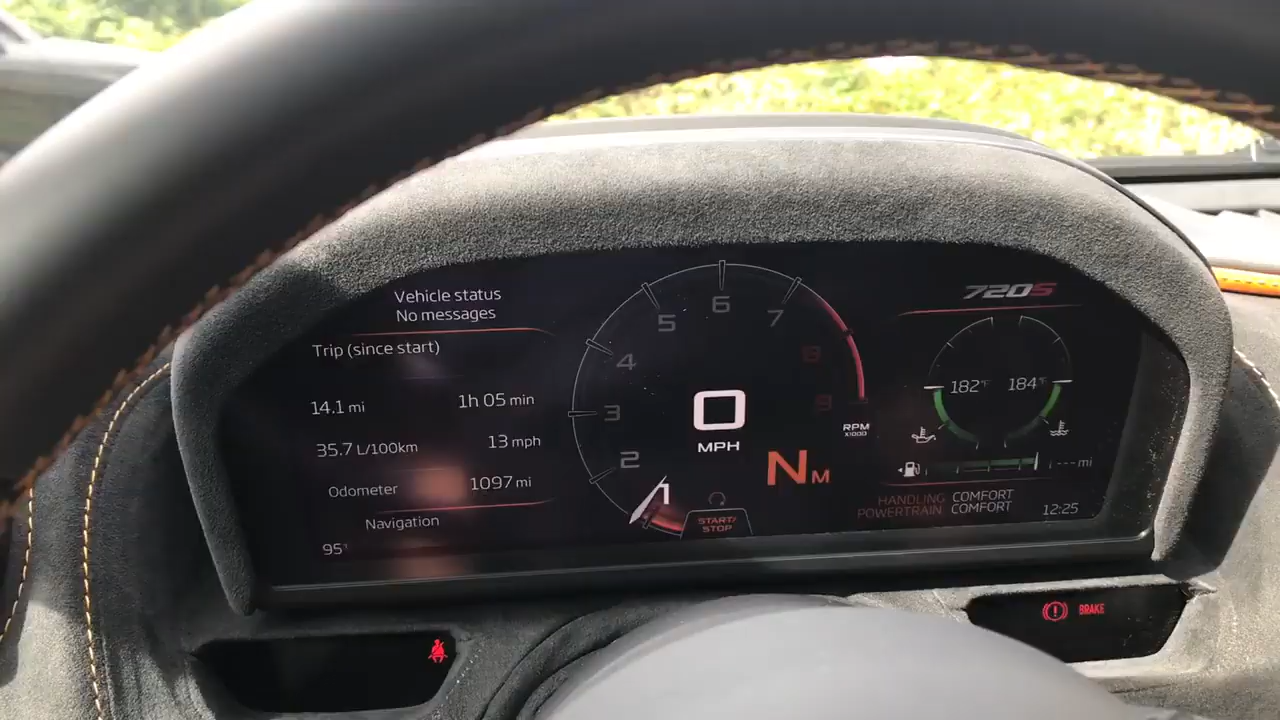 Vehicle status
No messages
Trip (since start)
14.1 mi
1h 05 min
35.7 L/100km
13 mph
Odometer
1097 mi
Navigation
95°
1
2
3
4
5
6
7
8
9
RPM
X1000
0
MPH
NM
START/
STOP
720S
182°F
184°F
---mi
HANDLING COMFORT
POWERTRAIN COMFORT
12:25
BRAKE